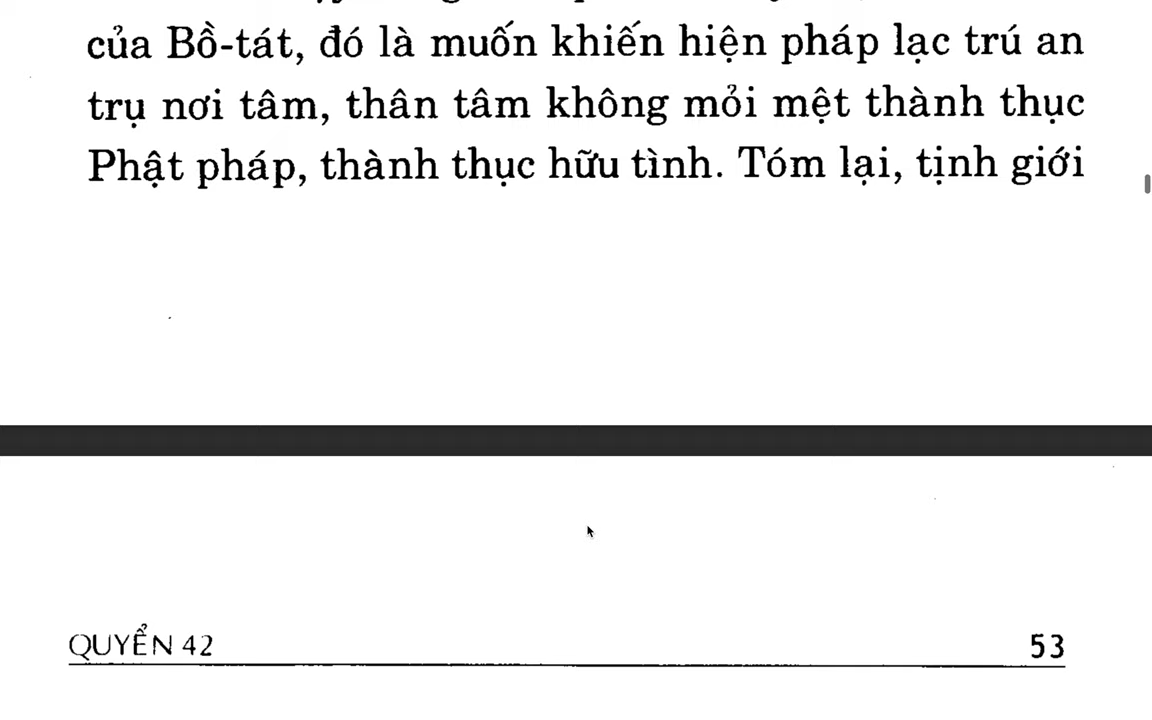 của Bồ-tát, đó là muốn khiến hiện pháp lạc trú an
trụ nơi tâm, thân tâm không mỏi mệt thành thục
Phật pháp, thành thục hữu tình. Tóm lại, tịnh giới
QUYỂN 42
53